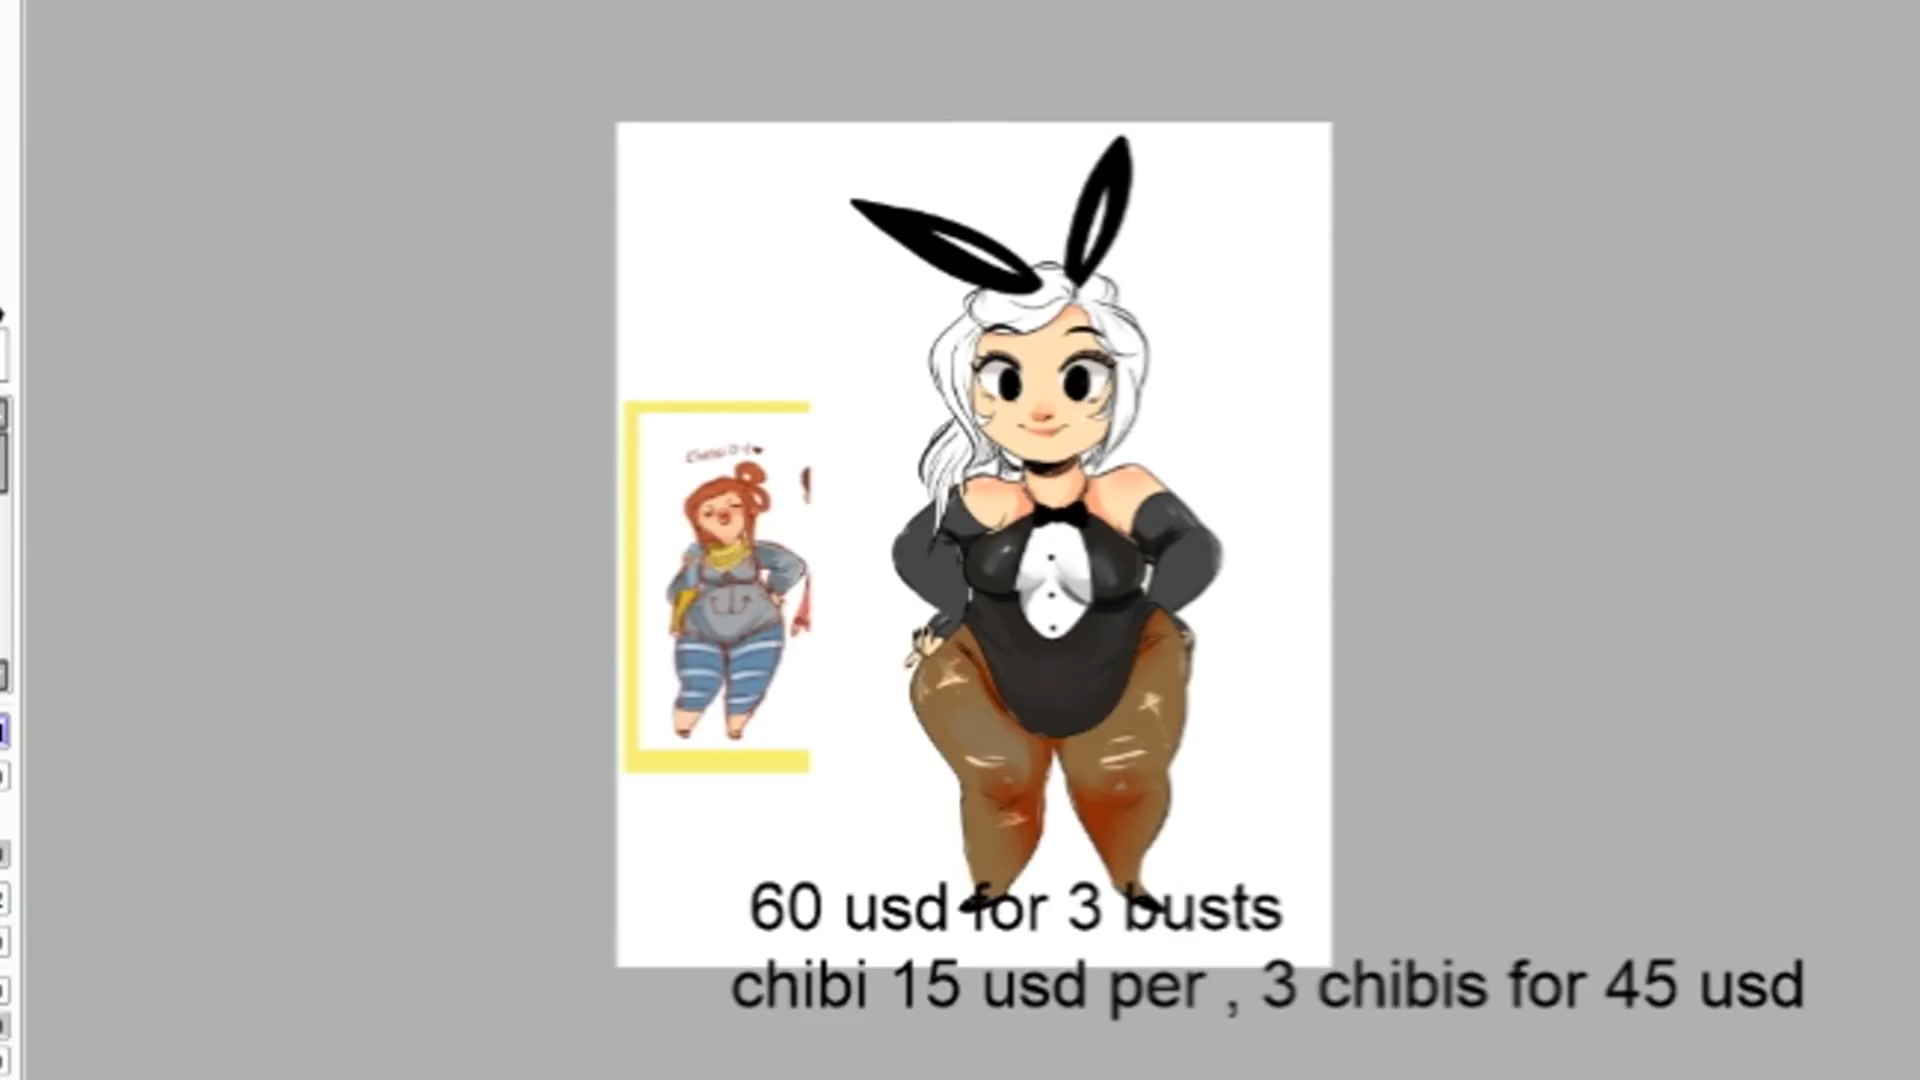 60 usd for 3 busts
chibi 15 usd per , 3 chibis for 45 usd